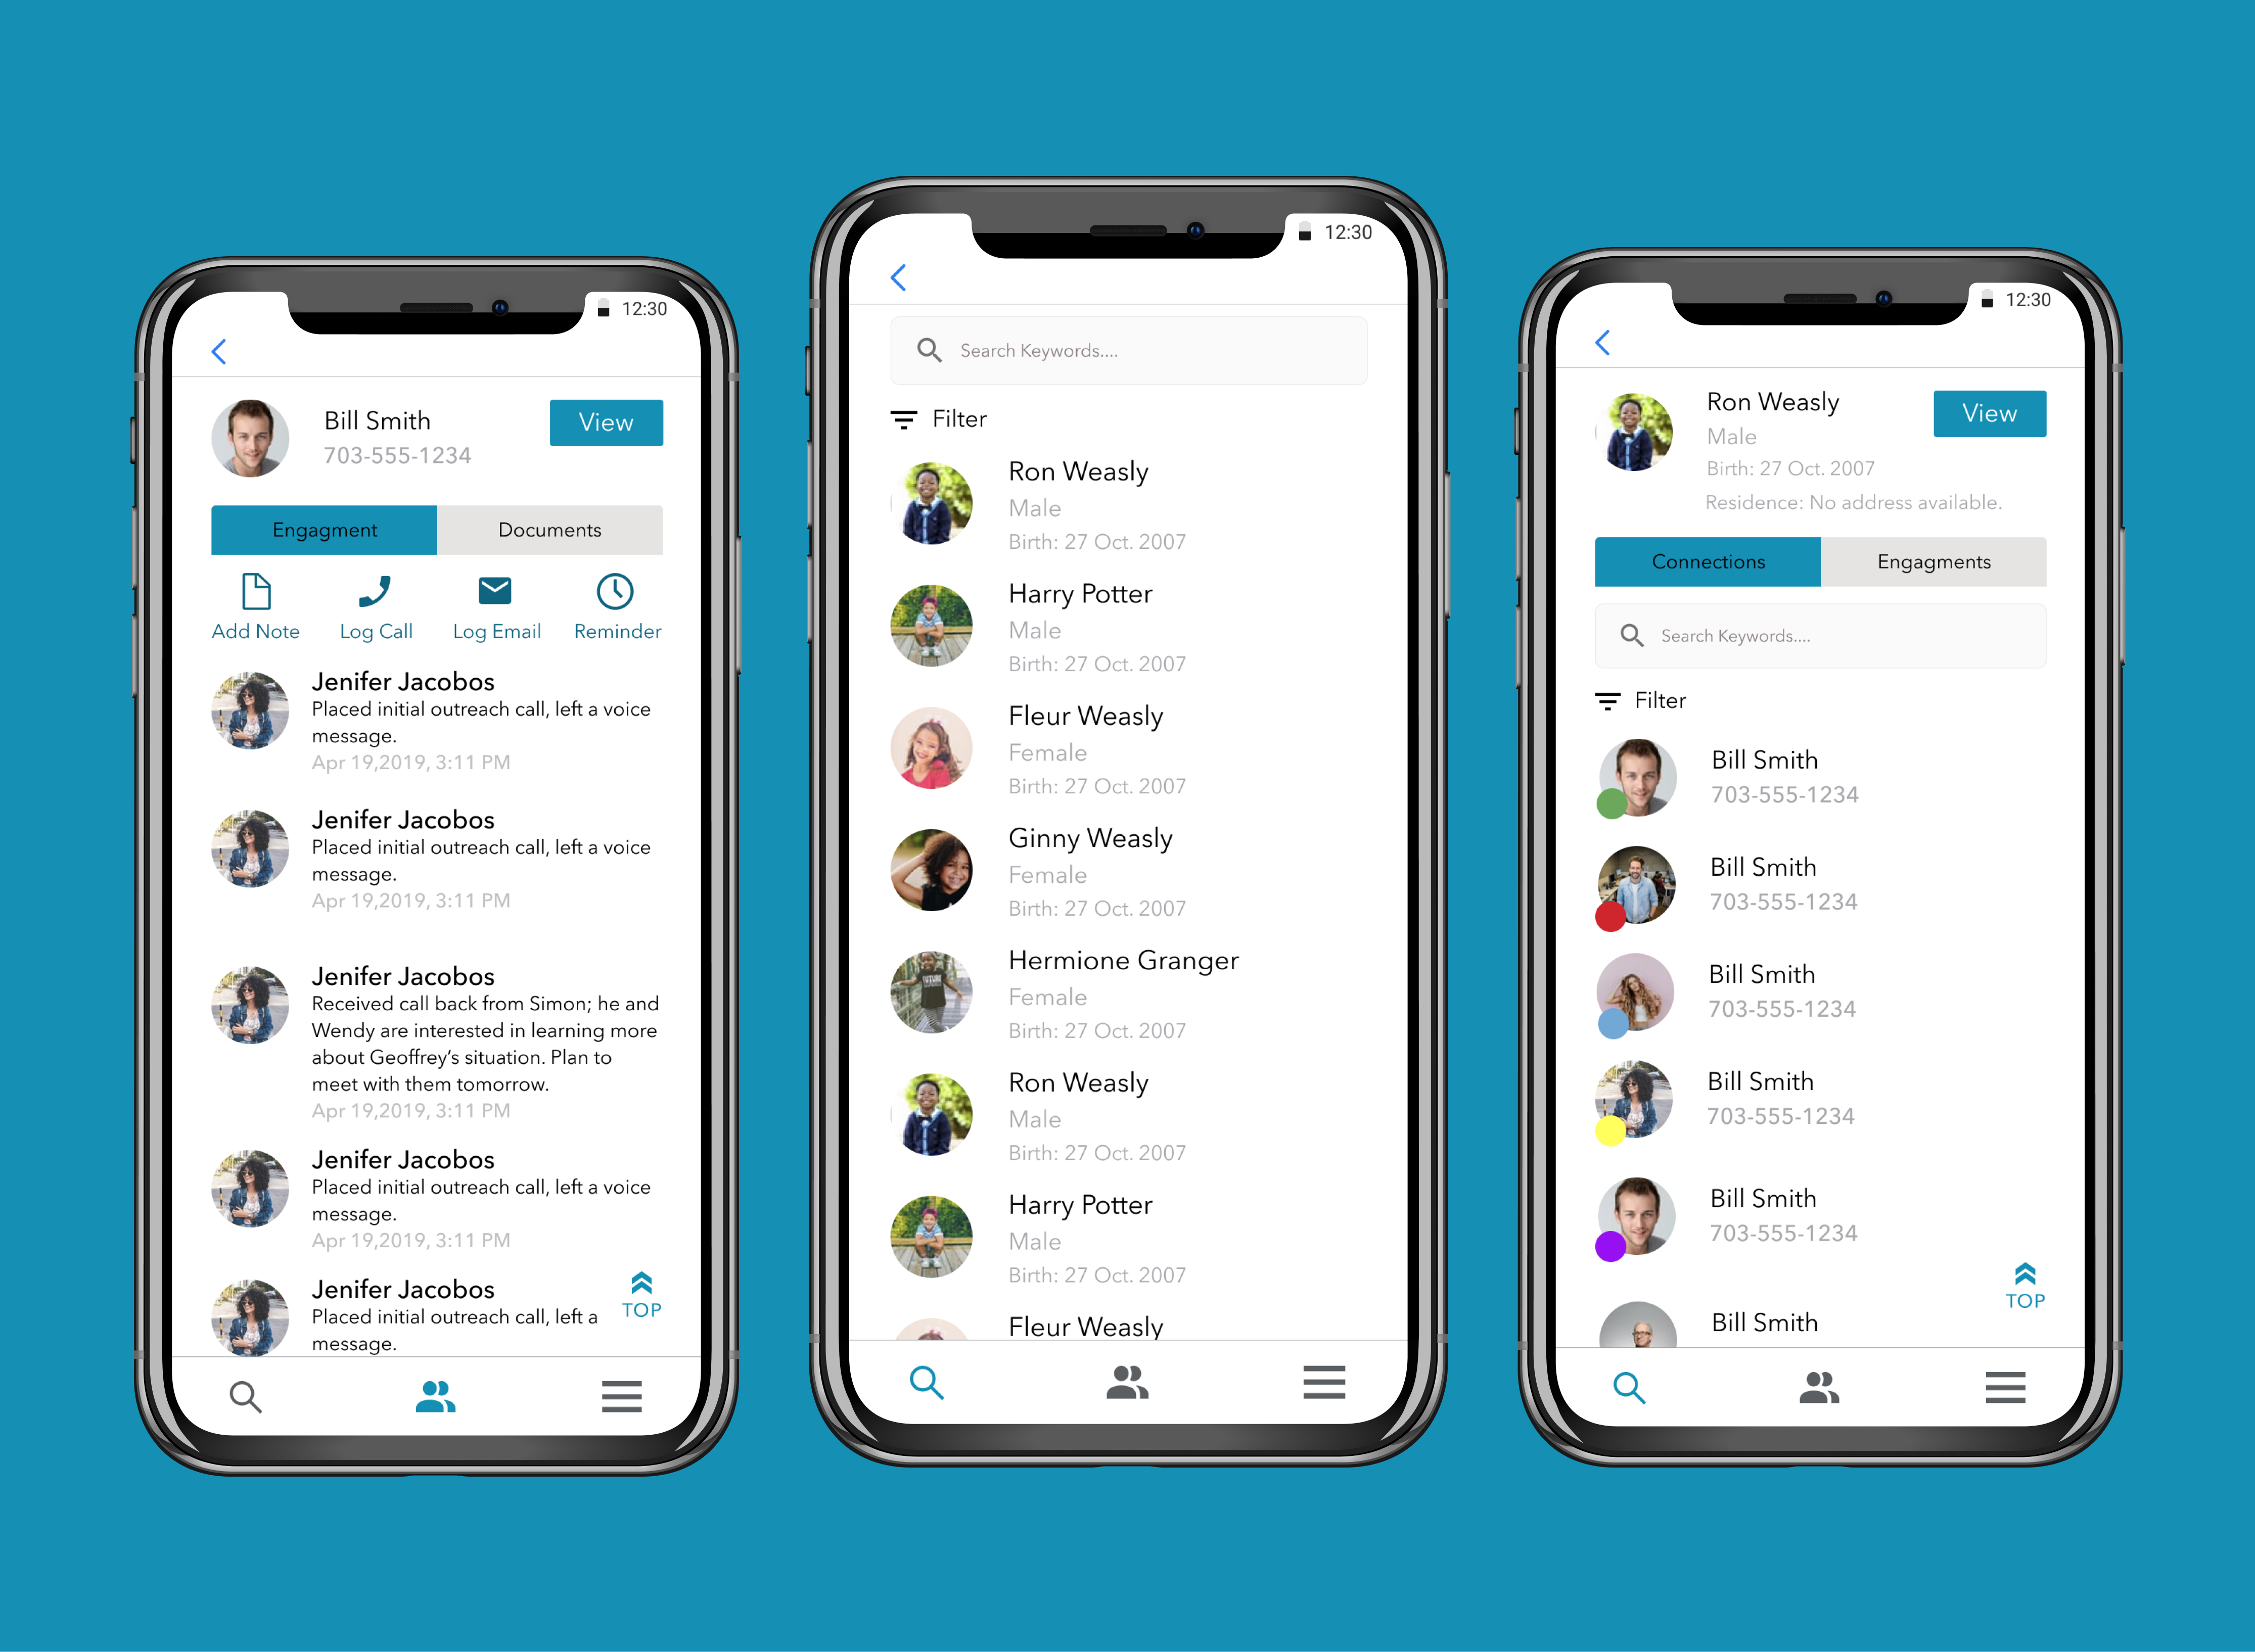 12:30
Bill Smith
View
703-555-1234
Engagment
Documents
Add Note
Log Call
Log Email
Reminder
Jenifer Jacobos
Placed initial outreach call, left a voice
message.
Apr 19,2019, 3:11 PM
Jenifer Jacobos
Placed initial outreach call, left a voice
message.
Apr 19,2019, 3:11 PM
Jenifer Jacobos
Received call back from Simon; he and
Wendy are interested in learning more
about Geoffrey's situation. Plan to
meet with them tomorrow.
Apr 19,2019, 3:11 PM
Jenifer Jacobos
Placed initial outreach call, left a voice
message.
Apr 19,2019, 3:11 PM
Jenifer Jacobos
Placed initial outreach call, left a
message.
TOP
12:30
Search Keywords....
Filter
Ron Weasly
Male
Birth: 27 Oct. 2007
Harry Potter
Male
Birth: 27 Oct. 2007
Fleur Weasly
Female
Birth: 27 Oct. 2007
Ginny Weasly
Female
Birth: 27 Oct. 2007
Hermione Granger
Female
Birth: 27 Oct. 2007
Ron Weasly
Male
Birth: 27 Oct. 2007
Harry Potter
Male
Birth: 27 Oct. 2007
Fleur Weasly
12:30
Ron Weasly
View
Male
Birth: 27 Oct. 2007
Residence: No address available.
Connections
Engagments
Search Keywords....
Filter
Bill Smith
703-555-1234
Bill Smith
703-555-1234
Bill Smith
703-555-1234
Bill Smith
703-555-1234
Bill Smith
703-555-1234
Bill Smith
TOP